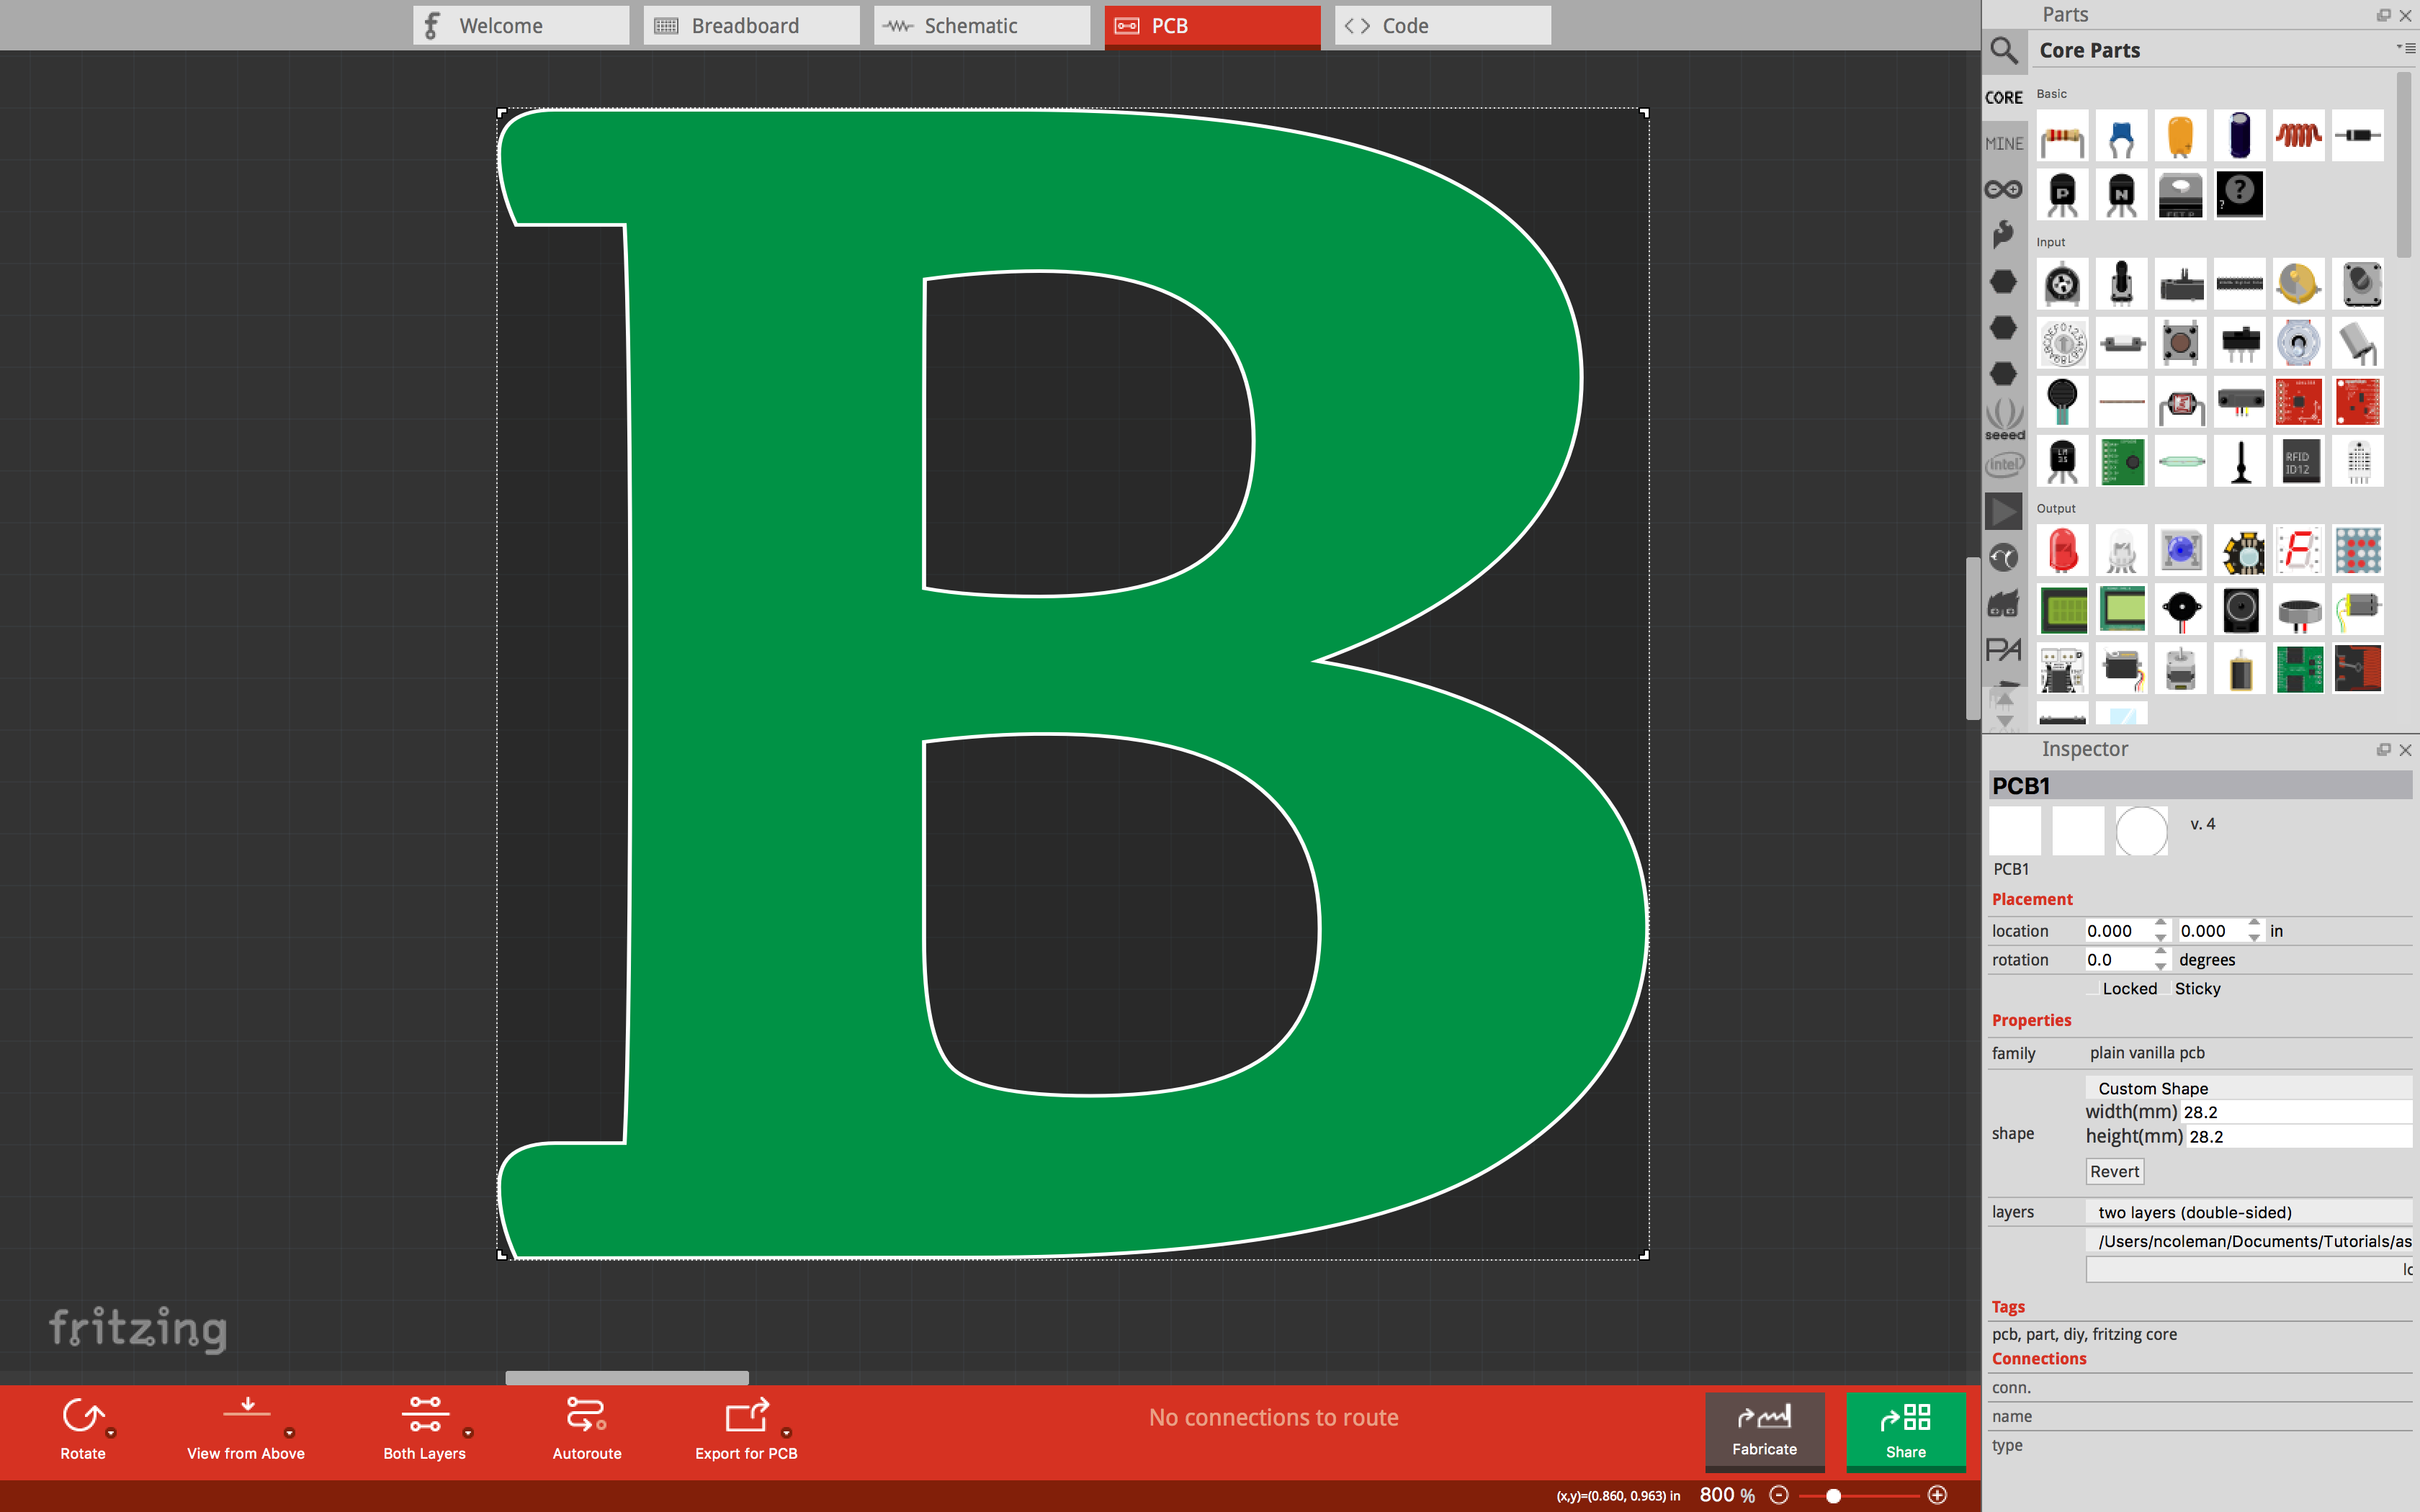 Welcome
Breadboard
Schematic
PCB
Code
Parts
Core Parts
CORE
MINE
Basic
P
N
FET P
?
?
Input
LM
35
RFID
ID12
seeed
intel
Output
PA
B
Inspector
PCB1
v. 4
PCB1
Placement
location 0.000 0.000 in
rotation 0.0 degrees
Locked Sticky
Properties
family plain vanilla pcb
shape Custom Shape
width(mm) 28.2
height(mm) 28.2
Revert
layers two layers (double-sided)
/Users/ncoleman/Documents/Tutorials/as
Tags
pcb, part, diy, fritzing core
Connections
conn.
name
type
fritzing
Rotate
View from Above
Both Layers
Autoroute
Export for PCB
No connections to route
Fabricate
Share
(x,y)=(0.860, 0.963) in 800 %